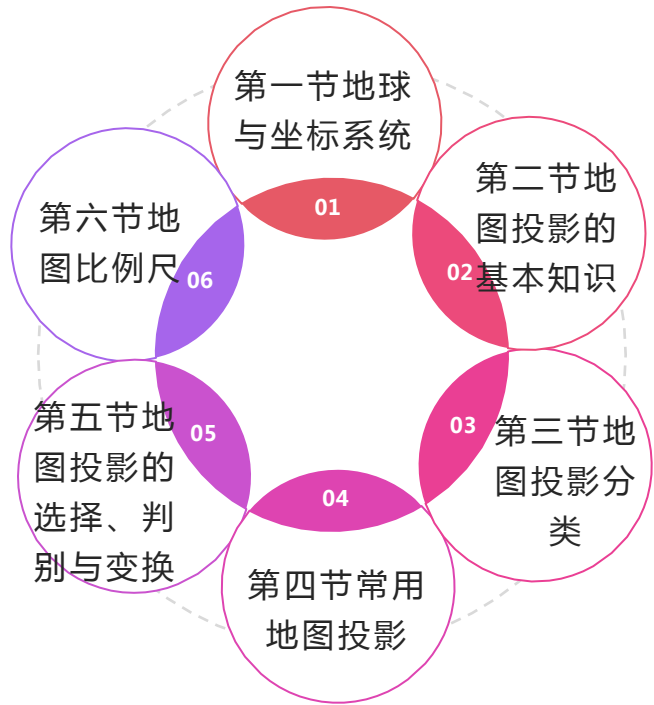 第一节地球
与坐标系统
01
第二节地
图投影的
基本知识
02
第三节地
图投影分
类
03
第四节常用
地图投影
04
第五节地
图投影的
选择、判
别与变换
05
第六节地
图比例尺
06